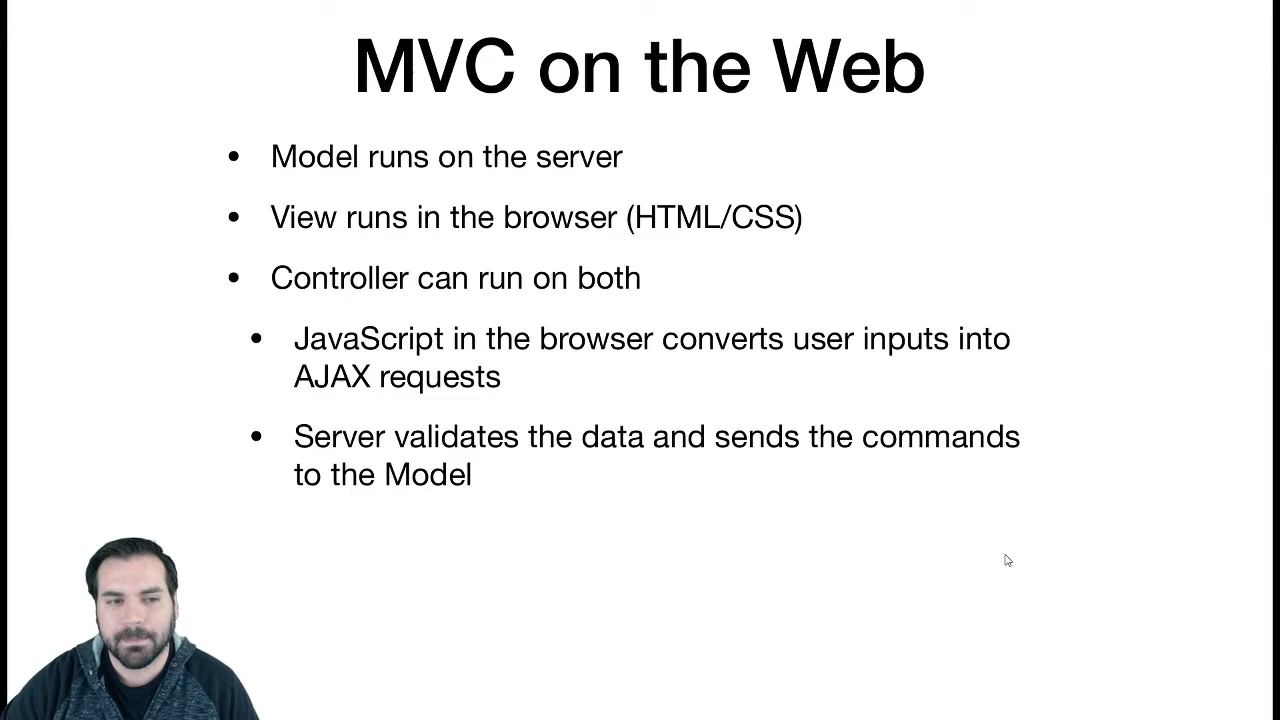 MVC on the Web
• Model runs on the server
• View runs in the browser (HTML/CSS)
• Controller can run on both
• JavaScript in the browser converts user inputs into
AJAX requests
• Server validates the data and sends the commands
to the Model